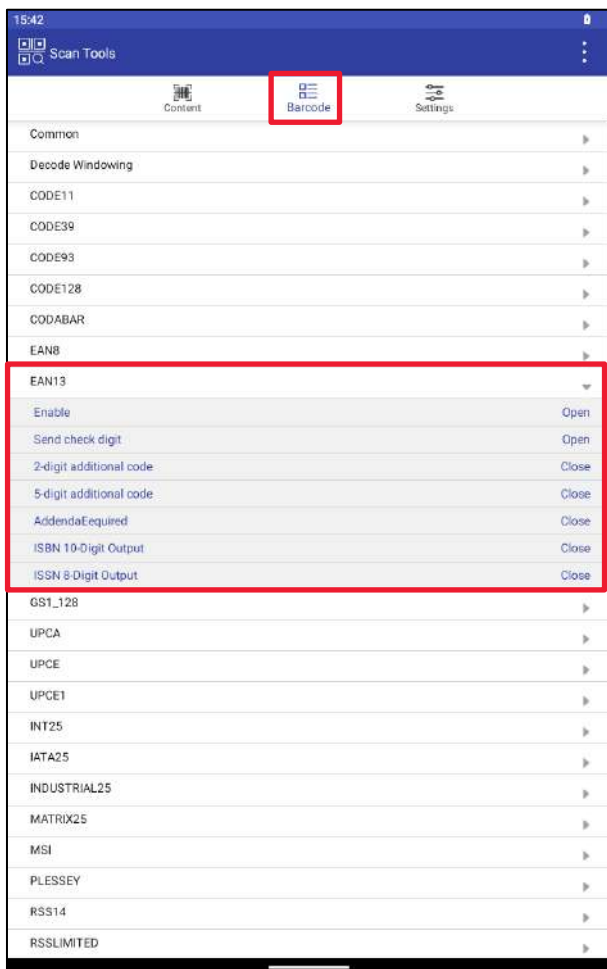 15:42
Scan Tools
Content Barcode Settings
Common
Decode Windowing
CODE11
CODE39
CODE93
CODE128
CODABAR
EAN8
EAN13
Enable Open
Send check digit Open
2-digit additional code Close
5-digit additional code Close
AddendaEequired Close
ISBN 10-Digit Output Close
ISSN 8-Digit Output Close
GS1_128
UPCA
UPCE
UPCE1
INT25
IATA25
INDUSTRIAL25
MATRIX25
MSI
PLESSEY
RSS14
RSSLIMITED